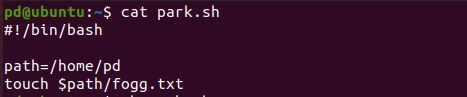 pd@ubuntu:~$ cat park.sh
#!/bin/bash
path=/home/pd
touch $path/fogg.txt